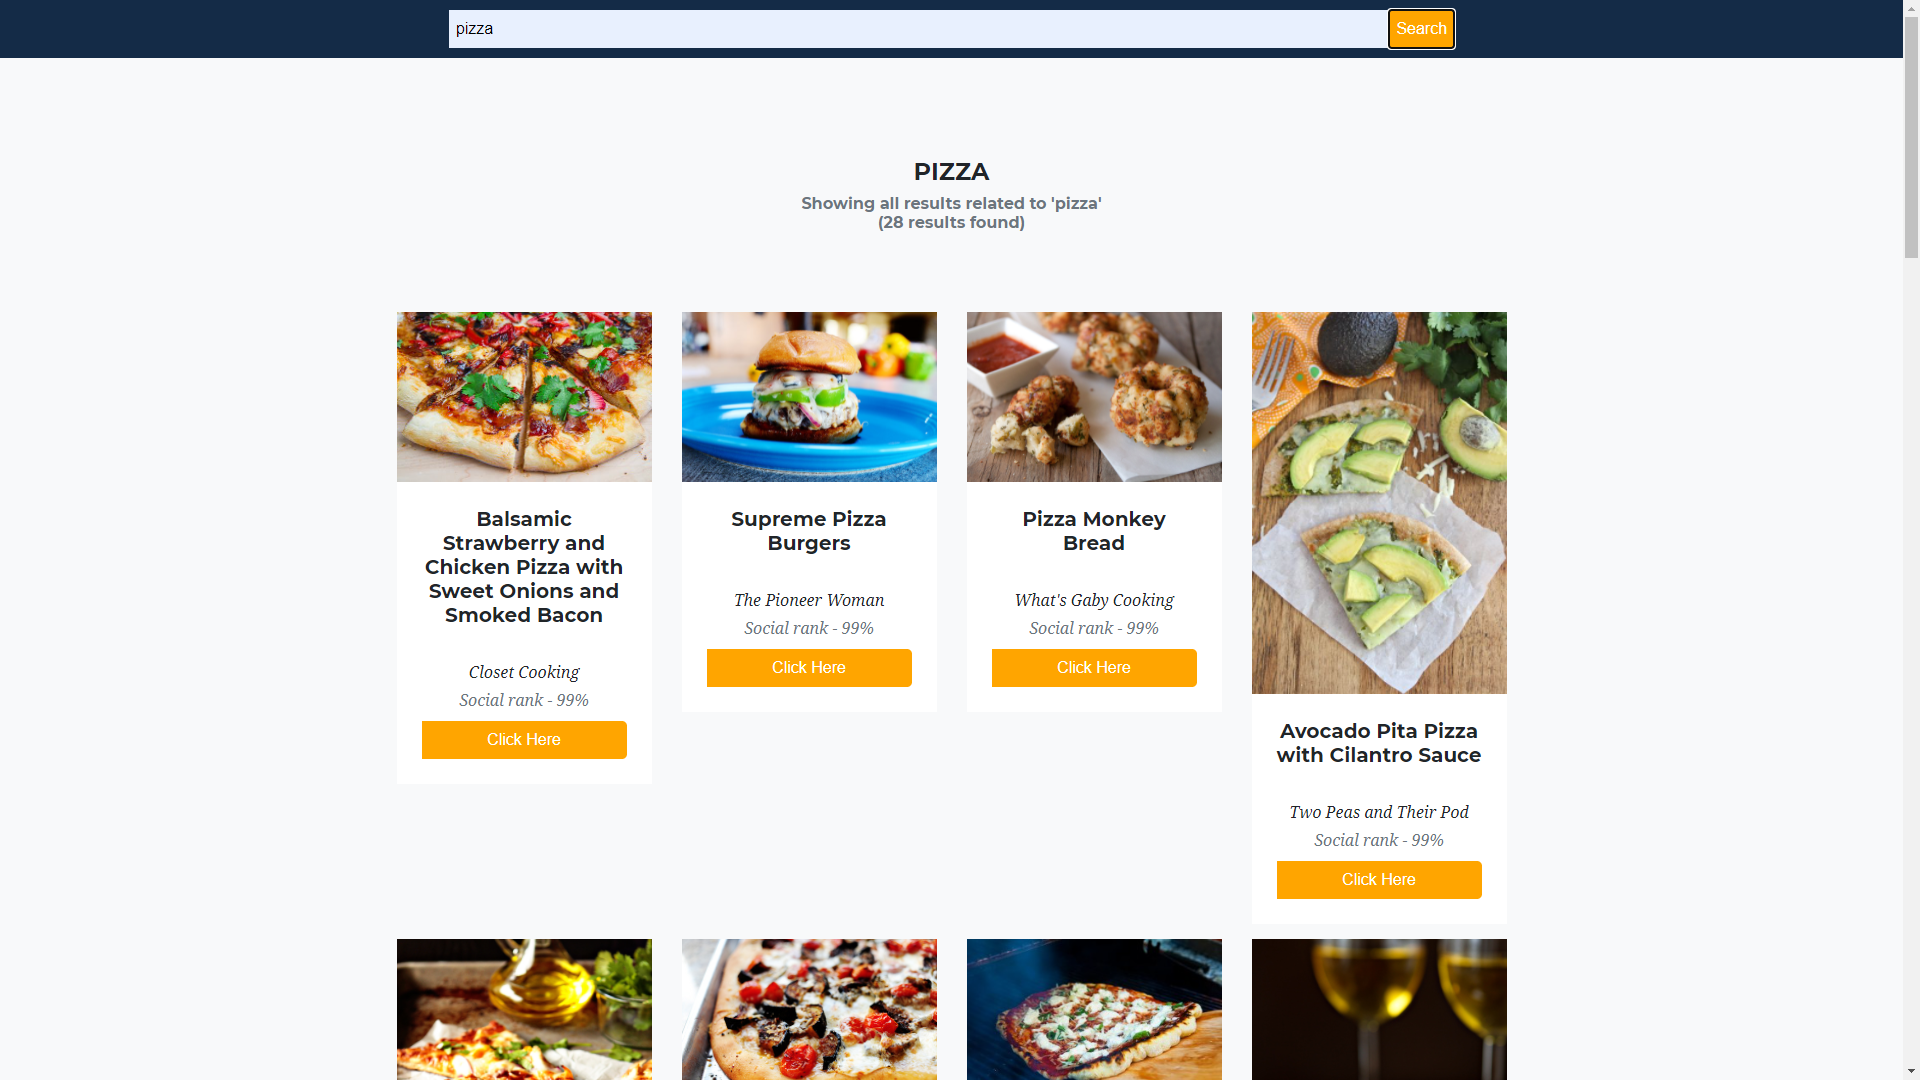 pizza
Search
PIZZA
Showing all results related to 'pizza'
(28 results found)
Balsamic
Strawberry and
Chicken Pizza with
Sweet Onions and
Smoked Bacon
Closet Cooking
Social rank - 99%
Click Here
Supreme Pizza
Burgers
The Pioneer Woman
Social rank - 99%
Click Here
Pizza Monkey
Bread
What's Gaby Cooking
Social rank - 99%
Click Here
Avocado Pita Pizza
with Cilantro Sauce
Two Peas and Their Pod
Social rank - 99%
Click Here